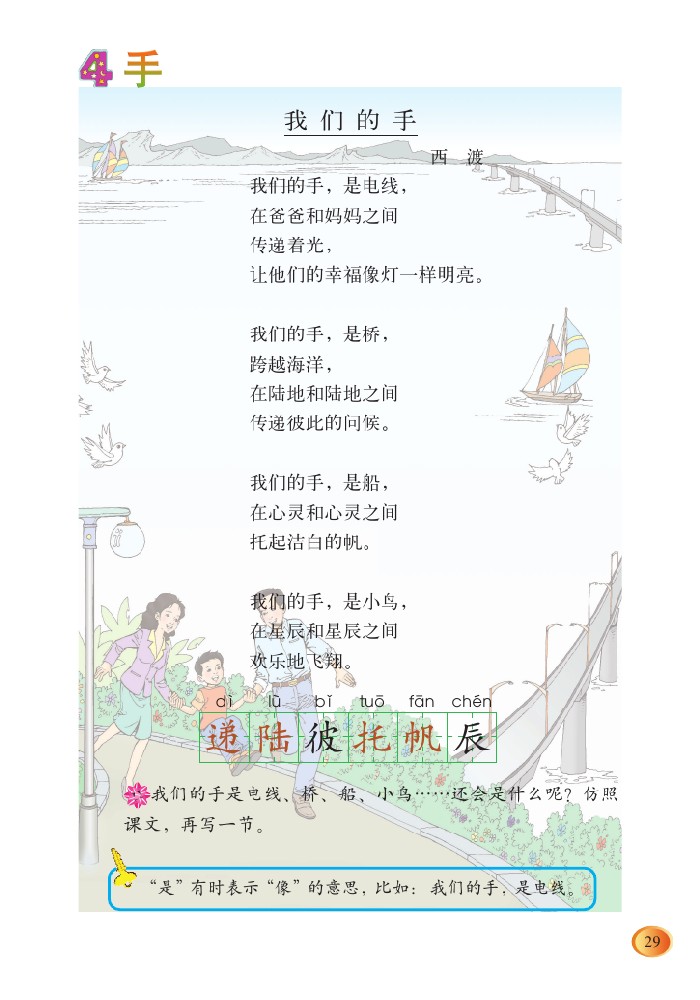 4 手
我们的手
西 渡
我们的手，是电线，
在爸爸和妈妈之间
传递着光，
让他们的幸福像灯一样明亮。
我们的手，是桥，
跨越海洋，
在陆地和陆地之间
传递彼此的问候。
我们的手，是船，
在心灵和心灵之间
托起洁白的帆。
我们的手，是小鸟，
在星辰和星辰之间
欢乐地飞翔。
dì lù bǐ tuō fān chén
递 陆 彼 托 帆 辰
我们的手是电线、桥、船、小鸟……还会是什么呢？仿照
课文，再写一节。
“是”有时表示“像”的意思，比如：我们的手，是电线。
29